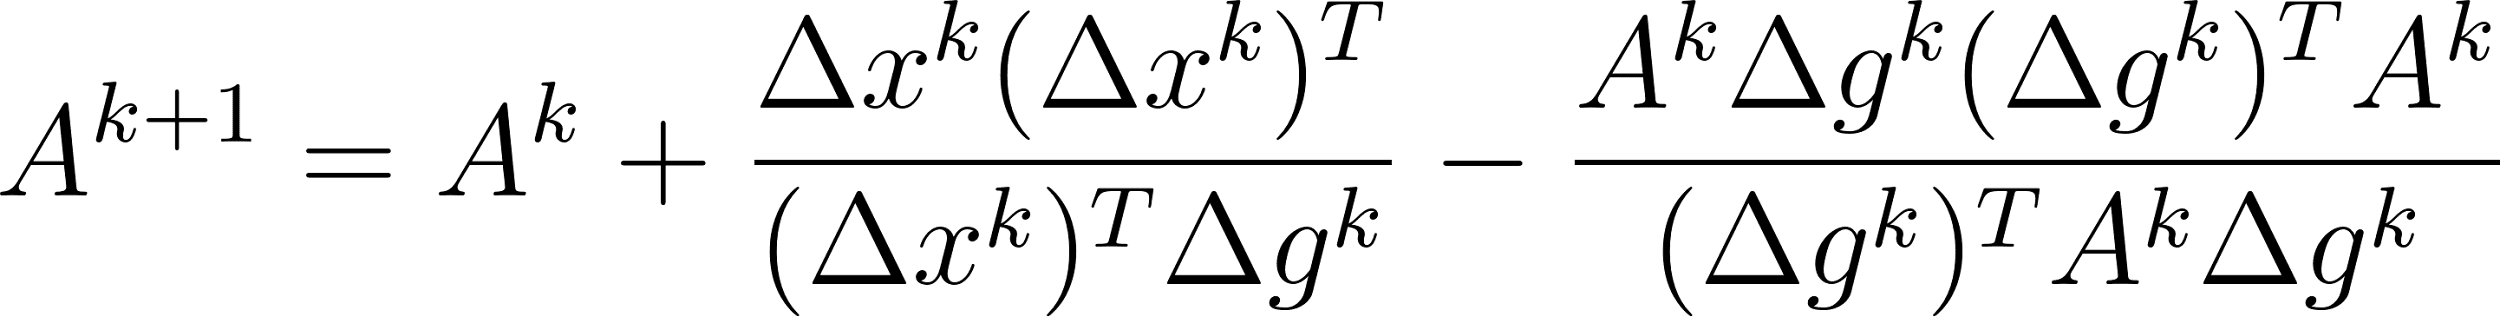 A^{k+1} = A^k + \frac{\Delta x^k (\Delta x^k)^T}{(\Delta x^k)^T \Delta g^k} - \frac{A^k \Delta g^k (\Delta g^k)^T A^k}{(\Delta g^k)^T A^k \Delta g^k}